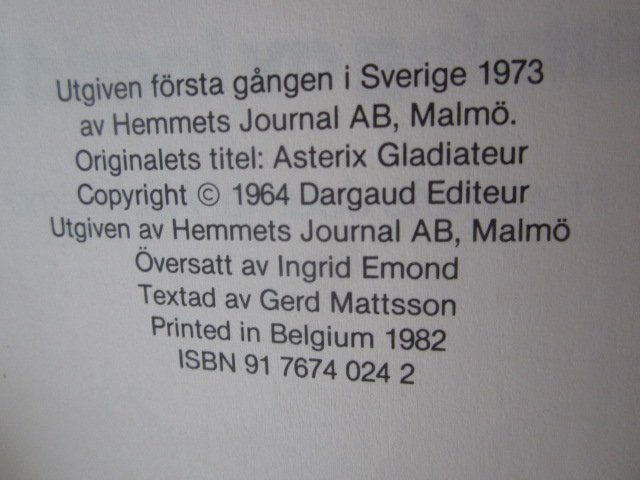 Utgiven första gången i Sverige 1973
av Hemmets Journal AB, Malmö.
Originalets titel: Asterix Gladiateur
Copyright © 1964 Dargaud Editeur
Utgiven av Hemmets Journal AB, Malmö
Översatt av Ingrid Emond
Textad av Gerd Mattsson
Printed in Belgium 1982
ISBN 91 7674 024 2